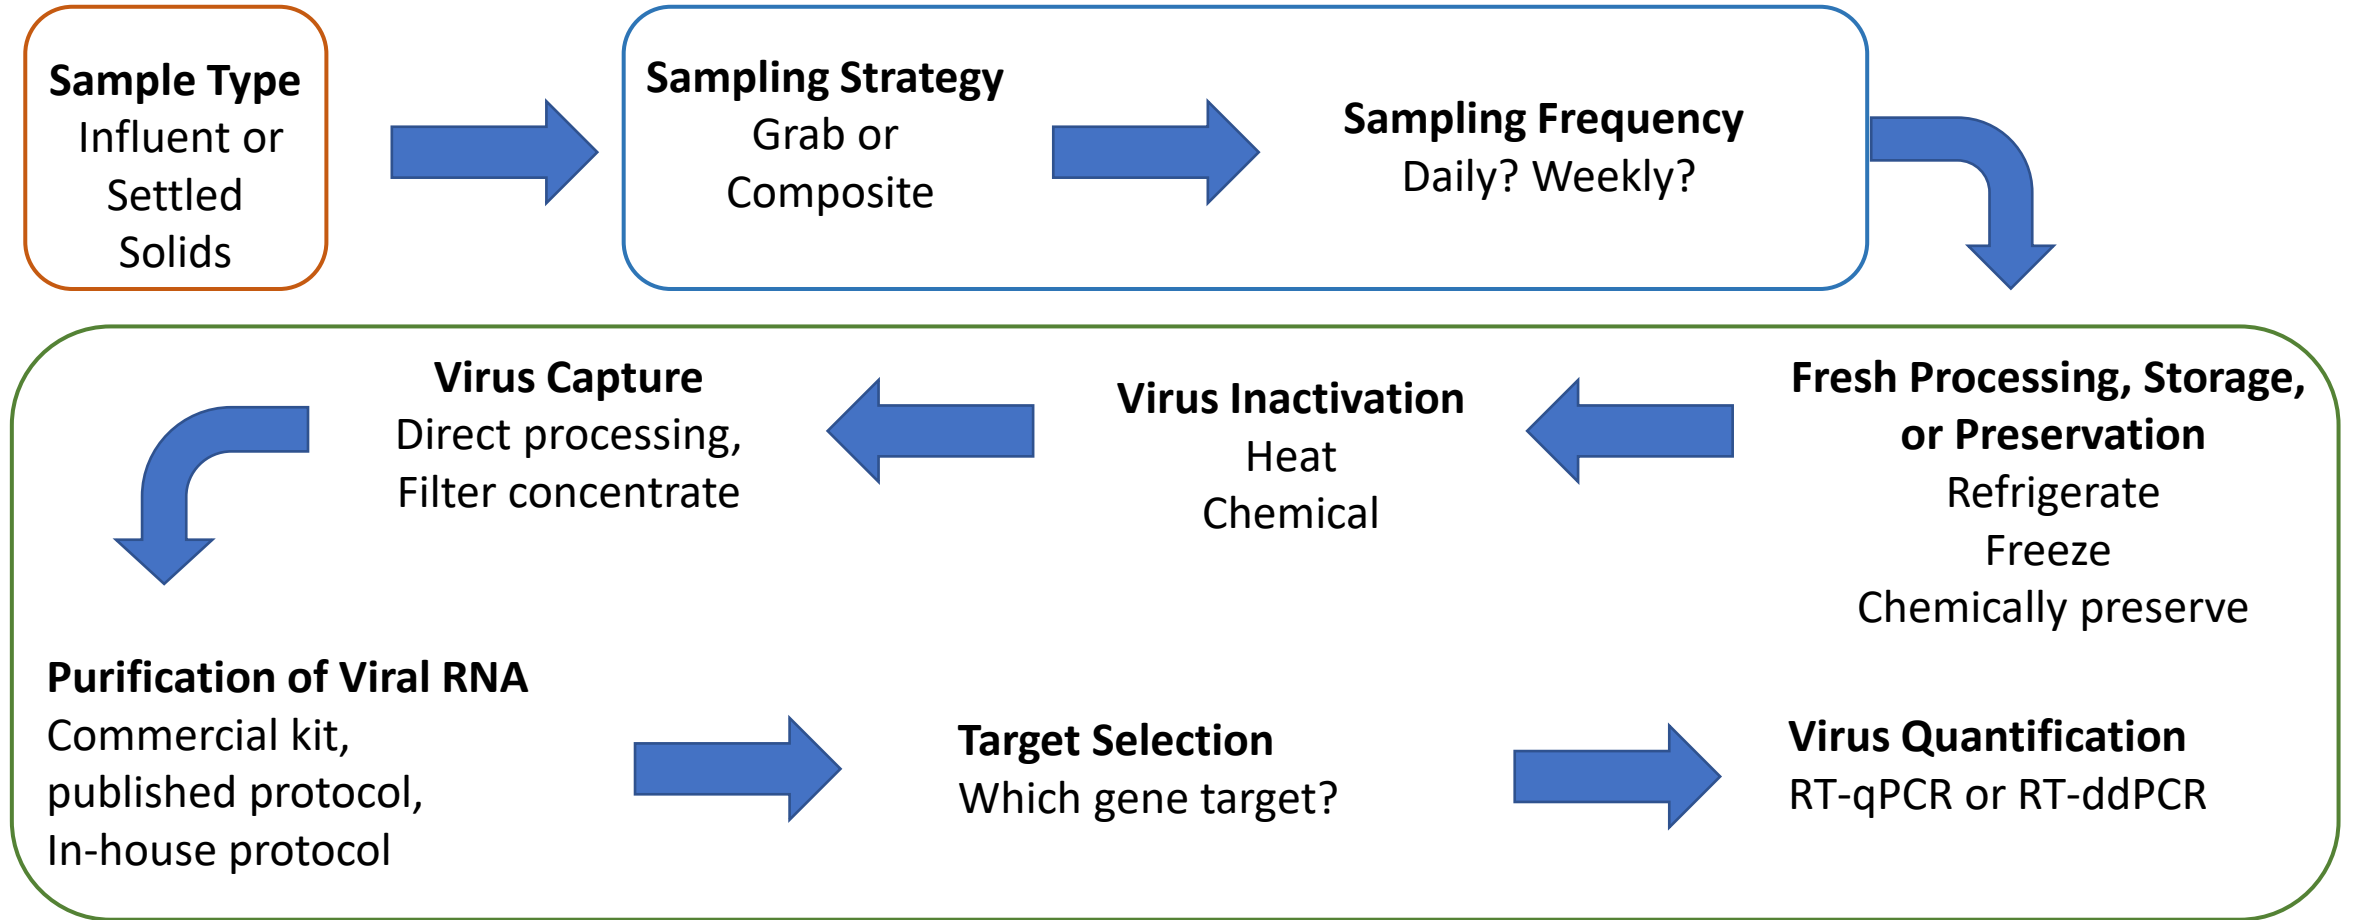 Sample Type
Influent or
Settled
Solids
Sampling Strategy
Grab or
Composite
Sampling Frequency
Daily? Weekly?
Fresh Processing, Storage,
or Preservation
Refrigerate
Freeze
Chemically preserve
Virus Inactivation
Heat
Chemical
Virus Capture
Direct processing,
Filter concentrate
Purification of Viral RNA
Commercial kit,
published protocol,
In-house protocol
Target Selection
Which gene target?
Virus Quantification
RT-qPCR or RT-ddPCR